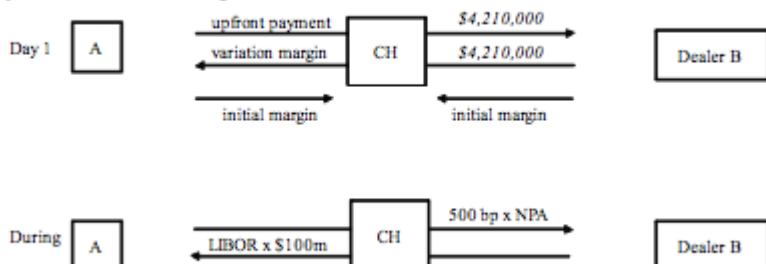 upfront payment $4,210,000
Day 1 A variation margin CH $4,210,000 Dealer B
initial margin initial margin
500 bp x NPA
During A LIBOR x $100m CH Dealer B